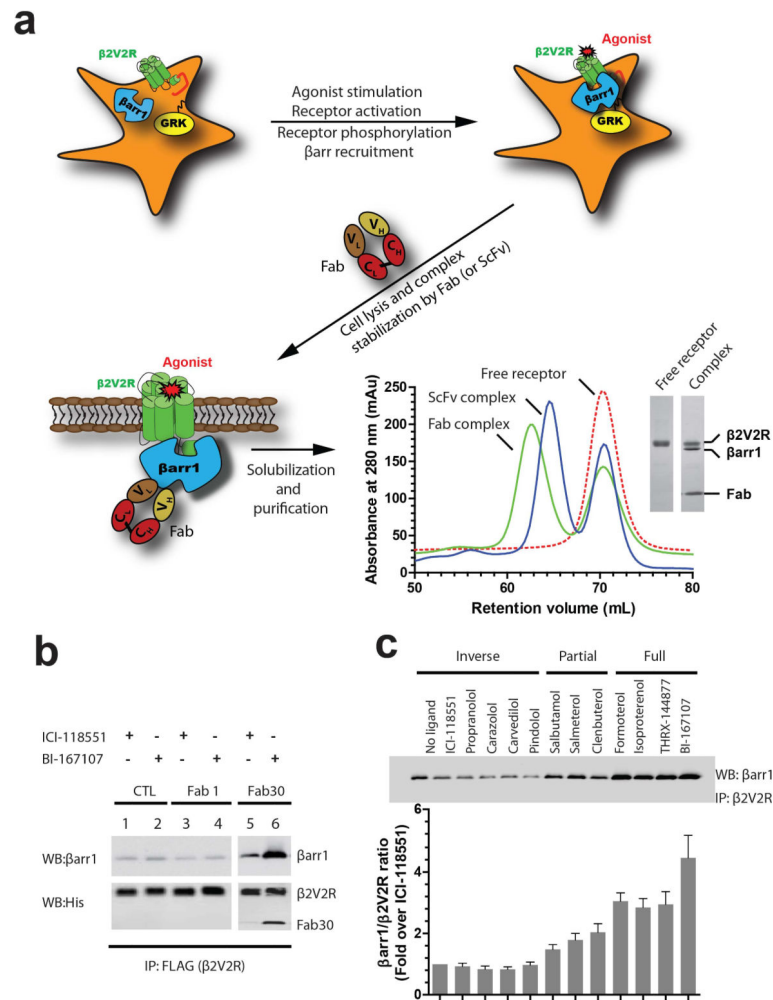 a
β2V2R
βarr1
GRK
Agonist stimulation
Receptor activation
Receptor phosphorylation
βarr recruitment
Agonist
β2V2R
βarr1
GRK
Fab
VL
VH
CL
CH
Cell lysis and complex
stabilization by Fab (or ScFv)
Agonist
β2V2R
βarr1
VL
VH
CL
CH
Fab
Solubilization
and
purification
Free receptor
ScFv complex
Fab complex
Absorbance at 280 nm (mAu)
250
200
150
100
50
0
50
60
70
80
Retention volume (mL)
Free receptor
Complex
β2V2R
βarr1
Fab
b
ICI-118551 + - + - + -
BI-167107 - + - + - +
CTL Fab 1 Fab30
1 2 3 4 5 6
WB:βarr1
βarr1
WB:His
β2V2R
Fab30
IP: FLAG (β2V2R)
c
Inverse Partial Full
No ligand
ICI-118551
Propranolol
Carazolol
Carvedilol
Pindolol
Salbutamol
Salmeterol
Clenbuterol
Formoterol
Isoproterenol
THRX-144877
BI-167107
WB: βarr1
IP: β2V2R
βarr1/β2V2R ratio
(Fold over ICI-118551)
6
4
2
0